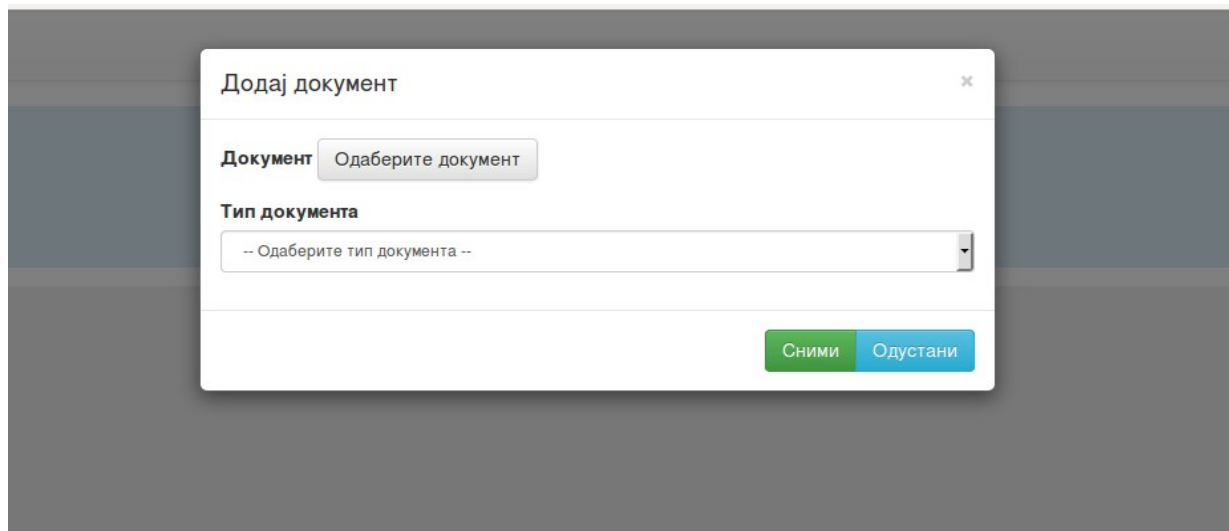 Додај документ ×
Документ Одаберите документ
Тип документа
-- Одаберите тип документа --
Сними Одустани